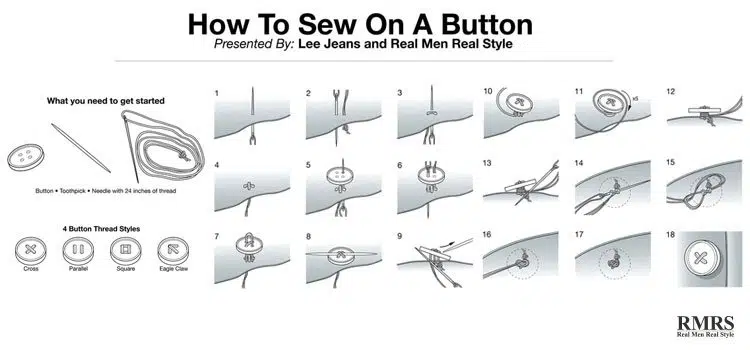 How To Sew On A Button
Presented By: Lee Jeans and Real Men Real Style
What you need to get started
Button • Toothpick • Needle with 24 inches of thread
4 Button Thread Styles
Cross
Parallel
Square
Eagle Claw
1
2
3
4
5
6
7
8
9
10
11
x5
12
13
14
15
16
17
18
RMRS
Real Men Real Style